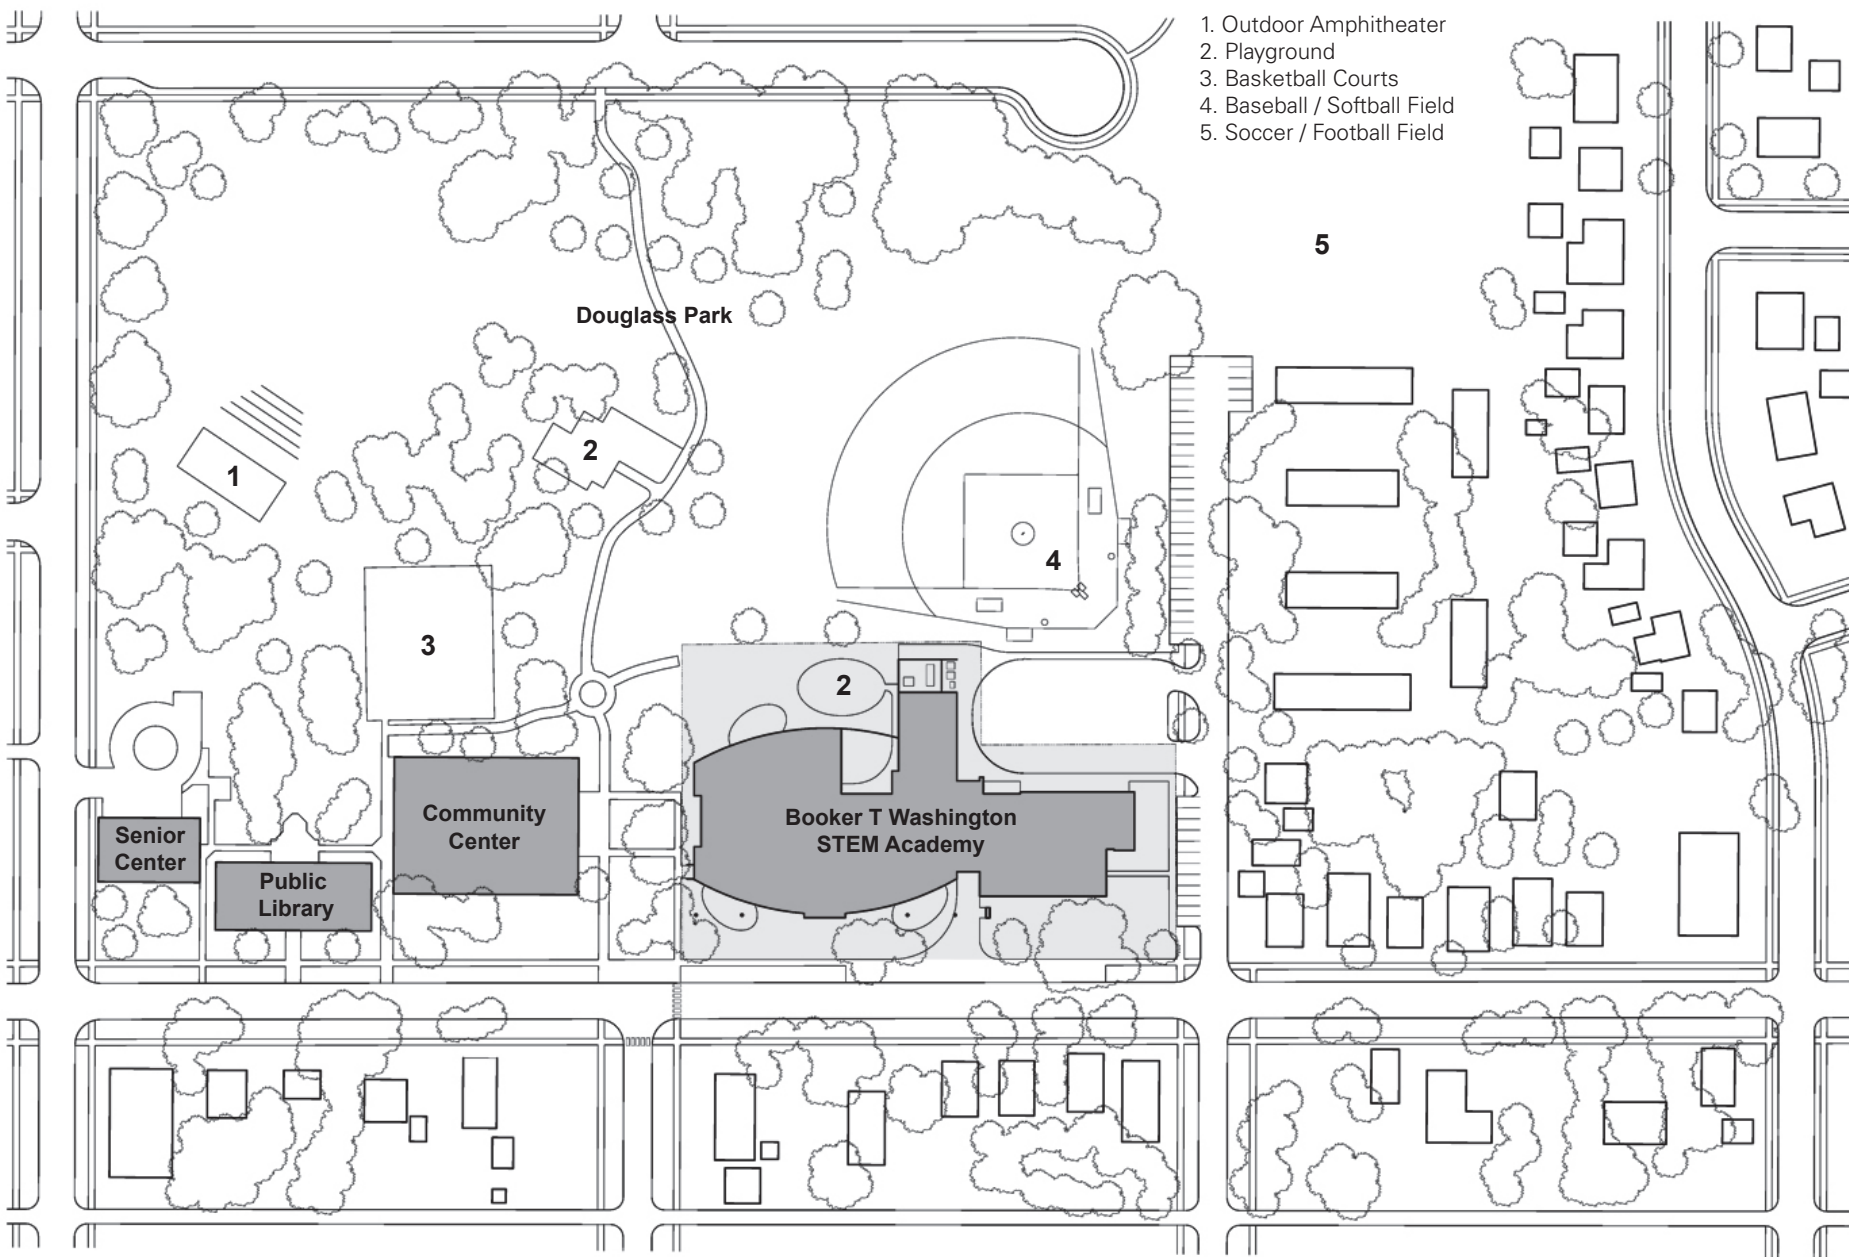 1. Outdoor Amphitheater
2. Playground
3. Basketball Courts
4. Baseball / Softball Field
5. Soccer / Football Field
5
Douglass Park
2
1
4
3
2
Community
Center
Booker T Washington
STEM Academy
Senior
Center
Public
Library